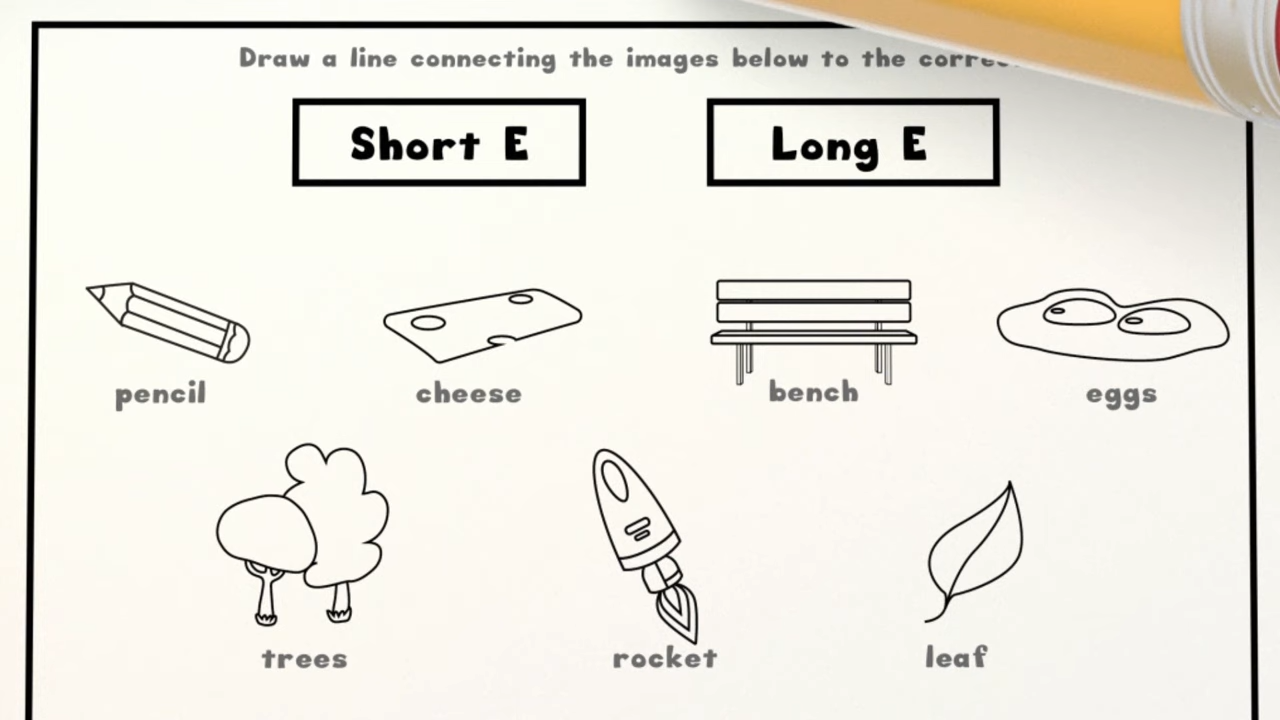 Draw a line connecting the images below to the
Short E
Long E
pencil
cheese
bench
eggs
trees
rocket
leaf